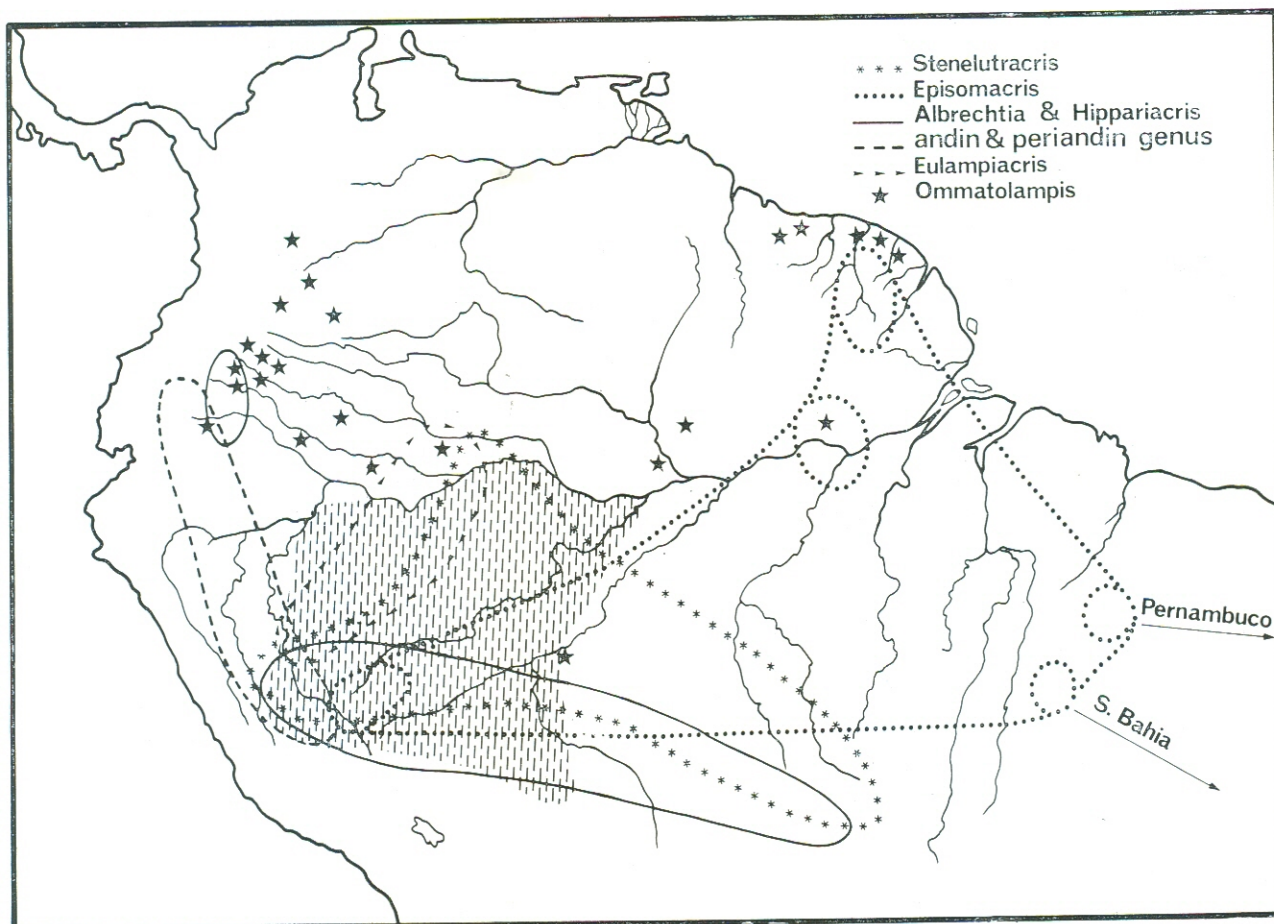 Stenelutracris
Episomacris
Albrechtia & Hippariacris
andin & periandin genus
Eulampiacris
Ommatolampis
Pernambuco
S. Bahia